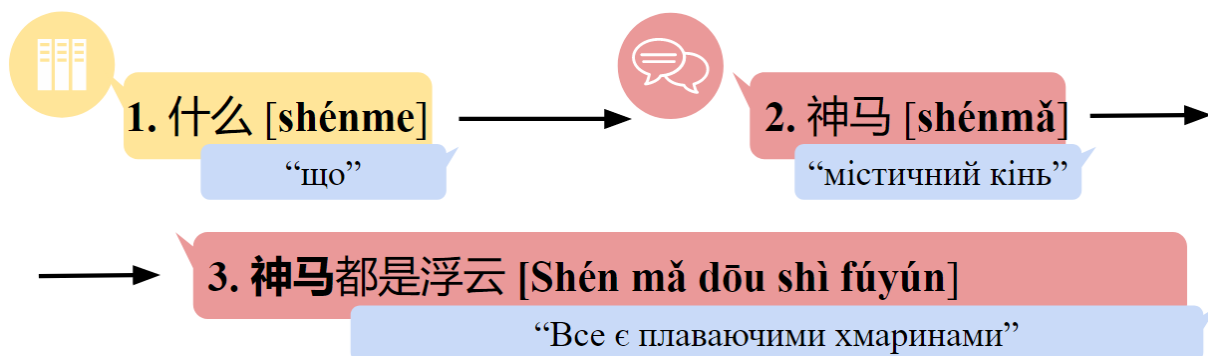 1. 什么 [shénme]
“що”
2. 神马 [shénmǎ]
“містичний кінь”
3. 神马都是浮云 [Shén mǎ dōu shì fúyún]
“Все є плаваючими хмаринами”